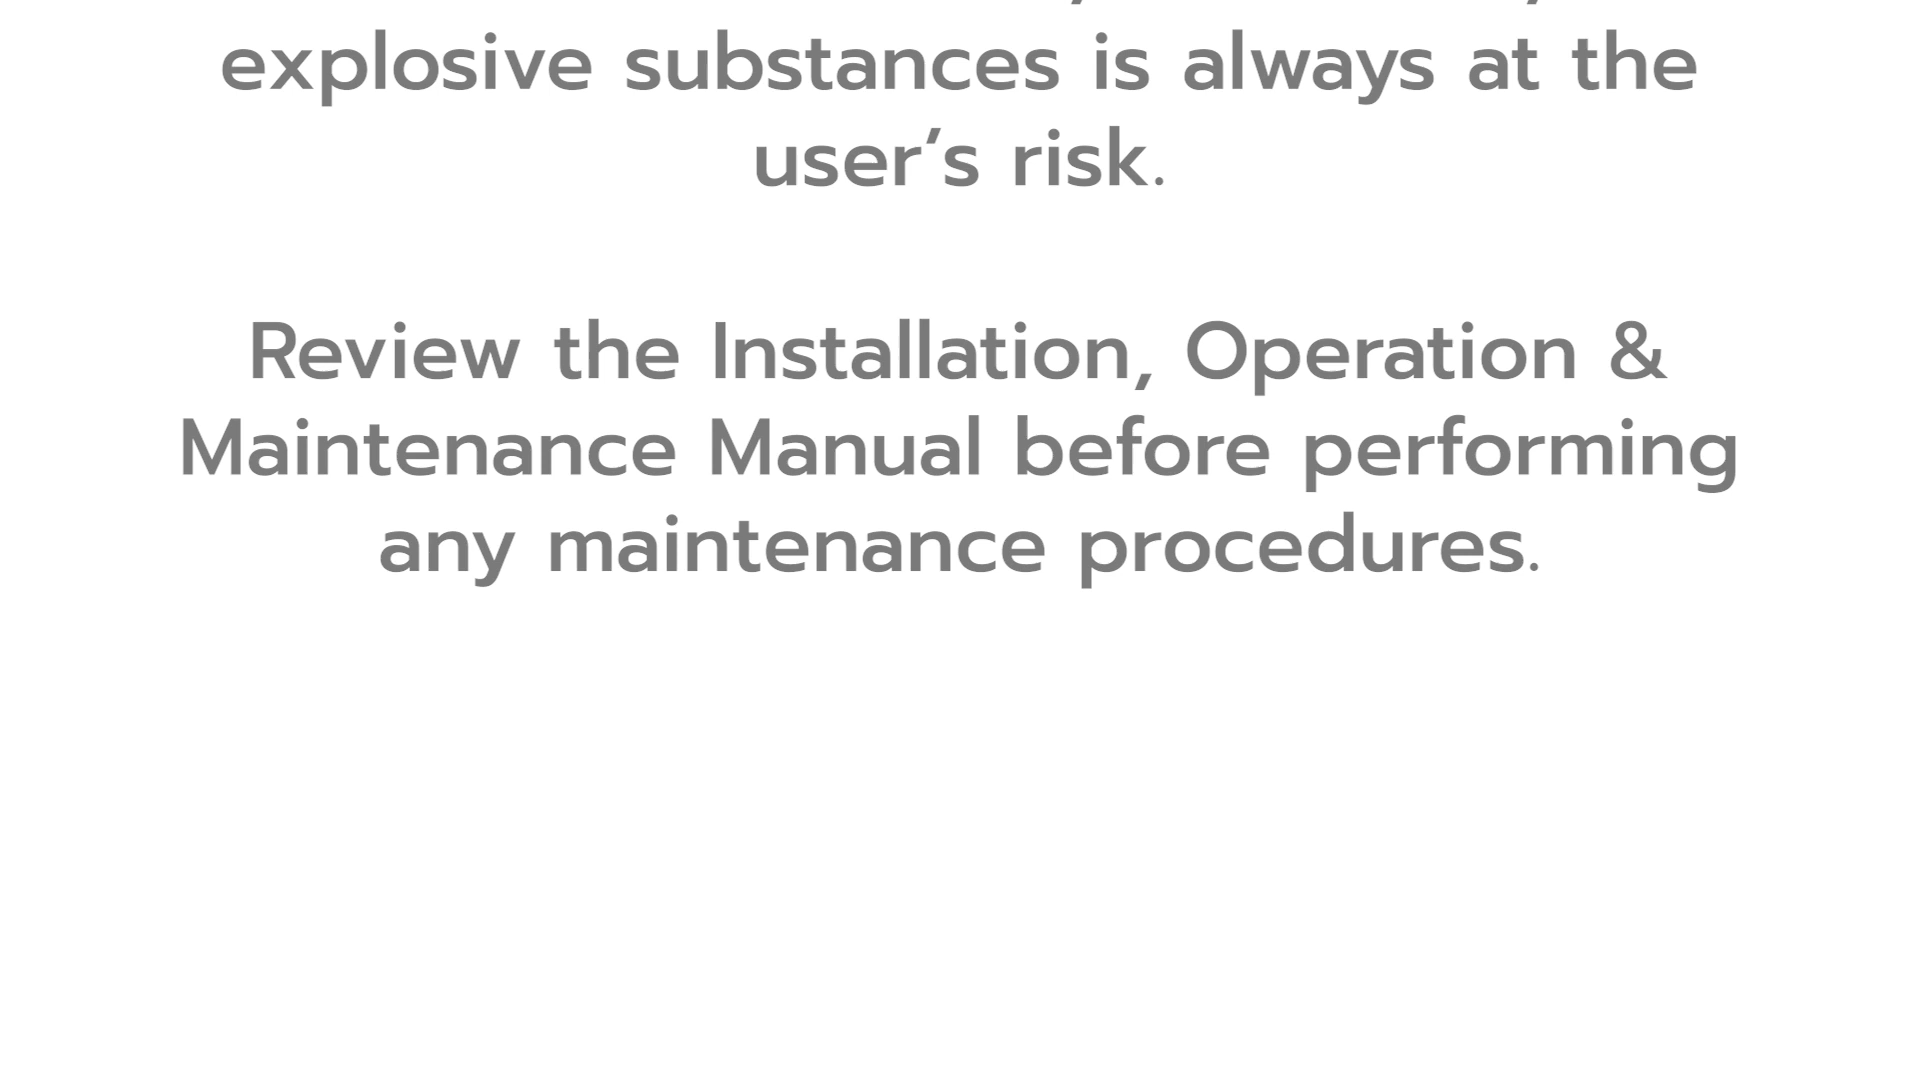 explosive substances is always at the
user’s risk.
Review the Installation, Operation &
Maintenance Manual before performing
any maintenance procedures.